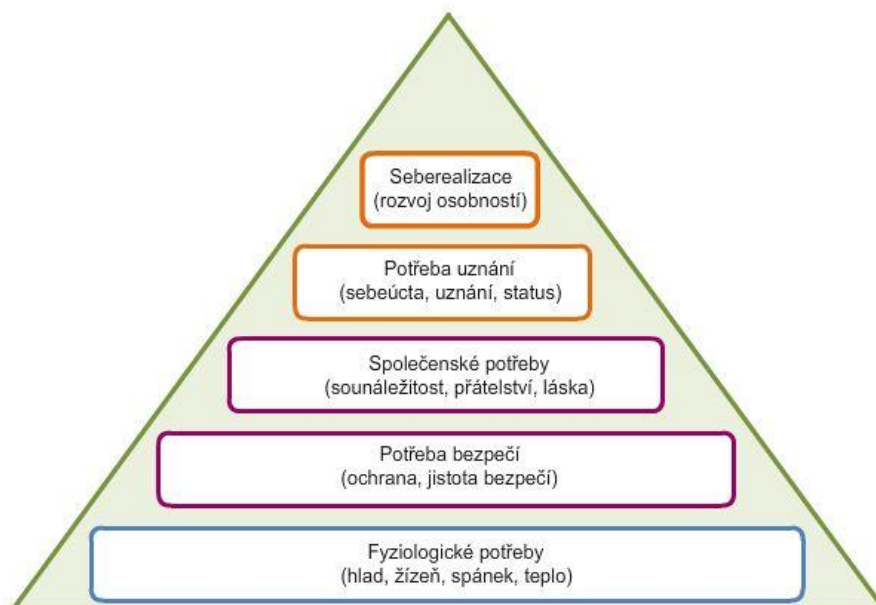 Seberealizace
(rozvoj osobností)
Potřeba uznání
(sebeúcta, uznání, status)
Společenské potřeby
(sounáležitost, přátelství, láska)
Potřeba bezpečí
(ochrana, jistota bezpečí)
Fyziologické potřeby
(hlad, žízeň, spánek, teplo)